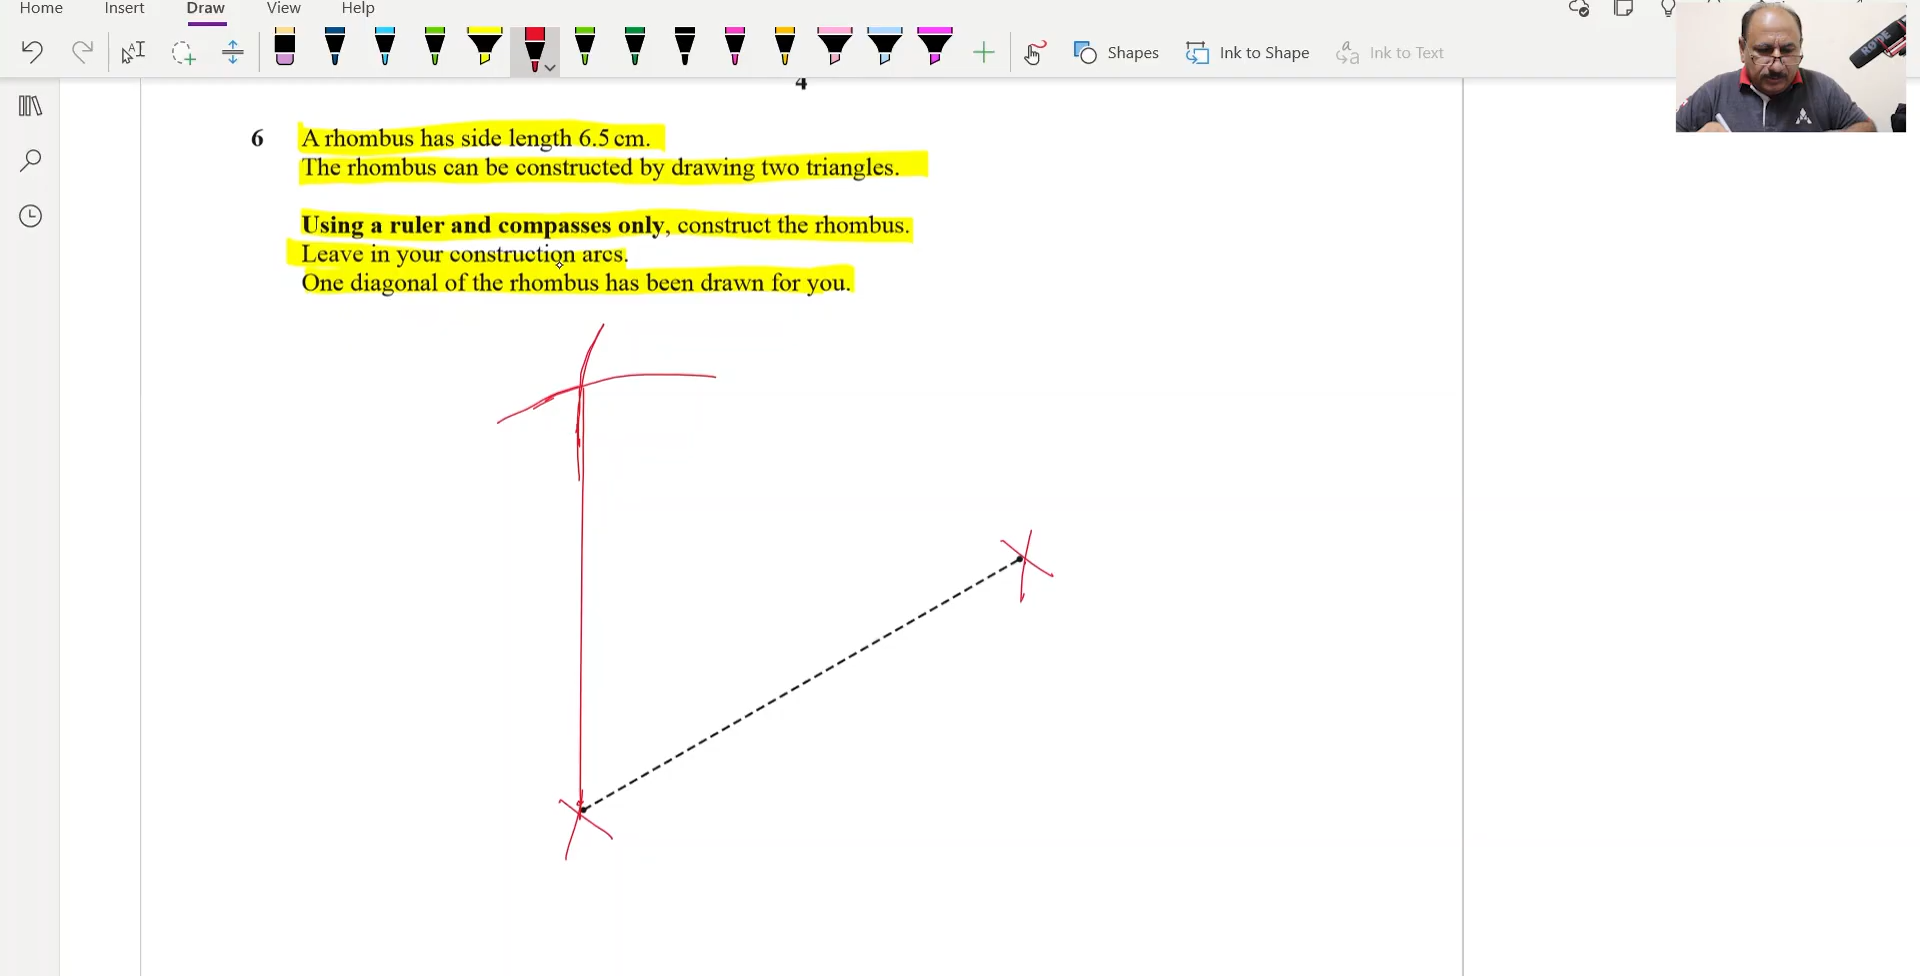 Home Insert Draw View Help
Shapes Ink to Shape Ink to Text
RØDE
4
6 A rhombus has side length 6.5 cm.
The rhombus can be constructed by drawing two triangles.
Using a ruler and compasses only, construct the rhombus.
Leave in your construction arcs.
One diagonal of the rhombus has been drawn for you.